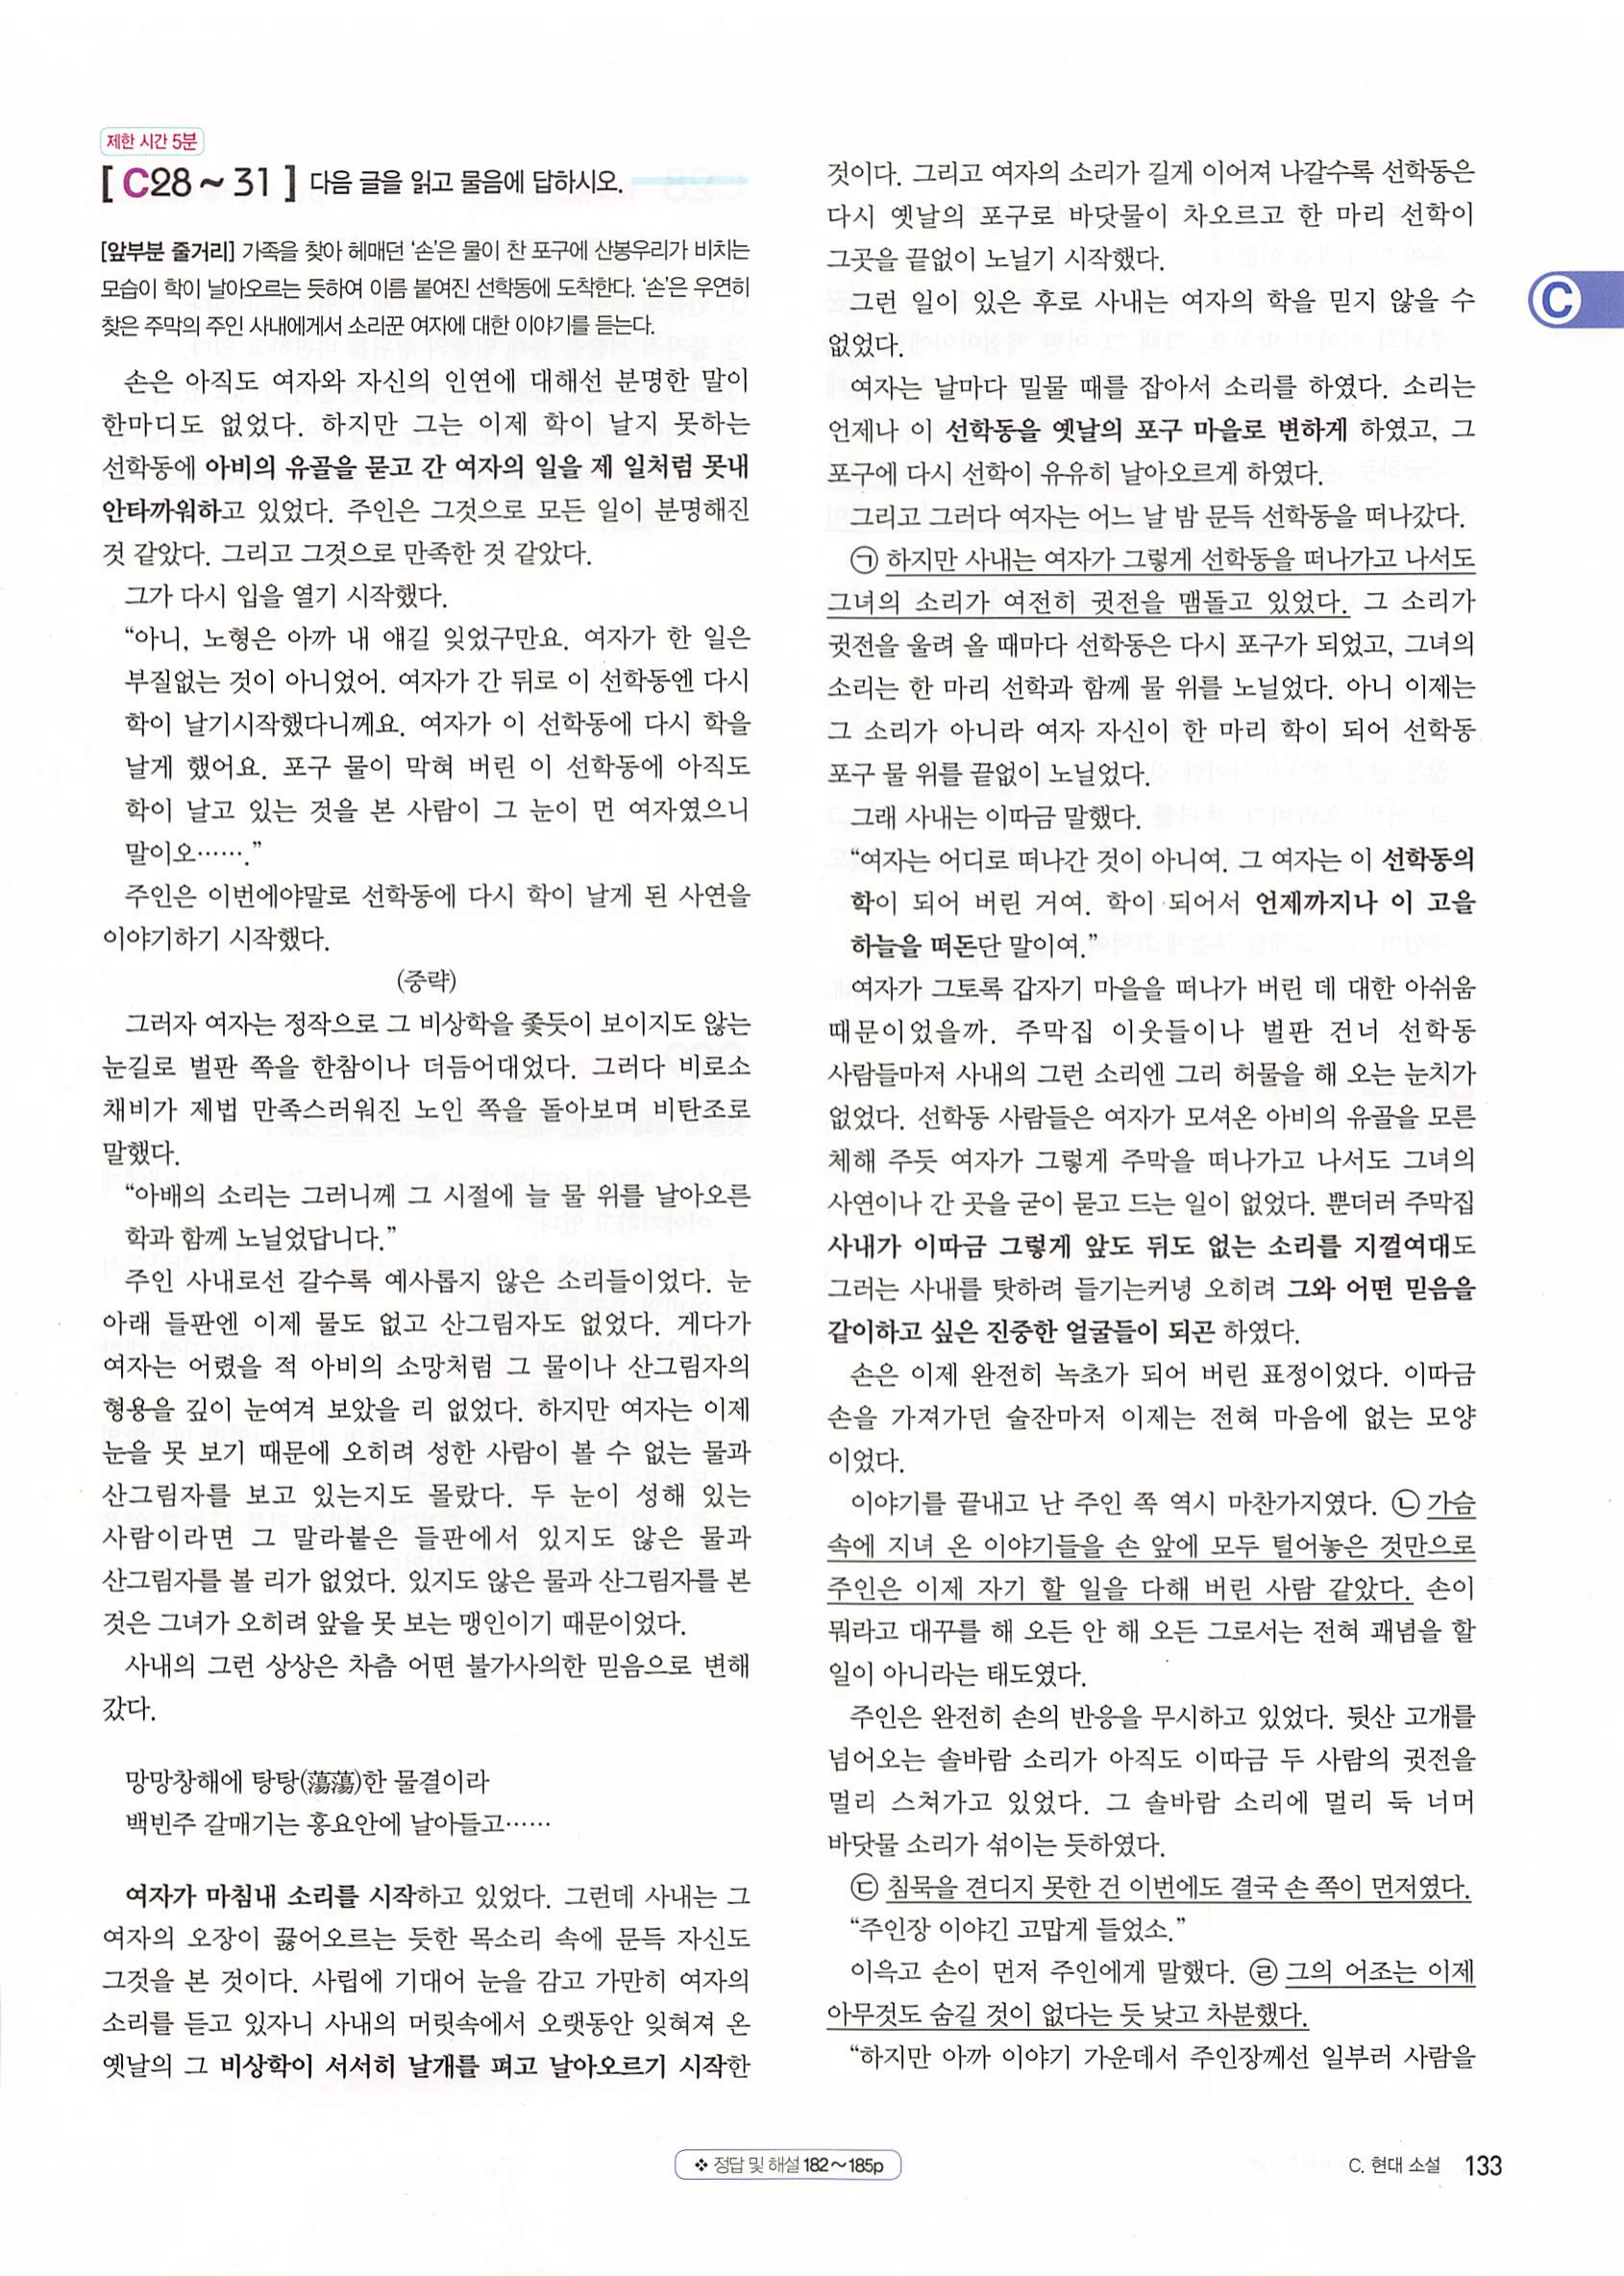 제한 시간 5분
[ C28 ~ 31 ] 다음 글을 읽고 물음에 답하시오.
[앞부분 줄거리] 가족을 찾아 헤매던 ‘손’은 물이 찬 포구에 산봉우리가 비치는
모습이 학이 날아오르는 듯하여 이름 붙여진 선학동에 도착한다. ‘손’은 우연히
찾은 주막의 주인 사내에게서 소리꾼 여자에 대한 이야기를 듣는다.
손은 아직도 여자와 자신의 인연에 대해선 분명한 말이
한마디도 없었다. 하지만 그는 이제 학이 날지 못하는
선학동에 아비의 유골을 묻고 간 여자의 일을 제 일처럼 못내
안타까워하고 있었다. 주인은 그것으로 모든 일이 분명해진
것 같았다. 그리고 그것으로 만족한 것 같았다.
그가 다시 입을 열기 시작했다.
“아니, 노형은 아까 내 얘길 잊었구만요. 여자가 한 일은
부질없는 것이 아니었어. 여자가 간 뒤로 이 선학동엔 다시
학이 날기시작했다니께요. 여자가 이 선학동에 다시 학을
날게 했어요. 포구 물이 막혀 버린 이 선학동에 아직도
학이 날고 있는 것을 본 사람이 그 눈이 먼 여자였으니
말이오…….”
주인은 이번에야말로 선학동에 다시 학이 날게 된 사연을
이야기하기 시작했다.
(중략)
그러자 여자는 정작으로 그 비상학을 좇듯이 보이지도 않는
눈길로 벌판 쪽을 한참이나 더듬어대었다. 그러다 비로소
채비가 제법 만족스러워진 노인 쪽을 돌아보며 비탄조로
말했다.
“아배의 소리는 그러니께 그 시절에 늘 물 위를 날아오른
학과 함께 노닐었답니다.”
주인 사내로선 갈수록 예사롭지 않은 소리들이었다. 눈
아래 들판엔 이제 물도 없고 산그림자도 없었다. 게다가
여자는 어렸을 적 아비의 소망처럼 그 물이나 산그림자의
형용을 깊이 눈여겨 보았을 리 없었다. 하지만 여자는 이제
눈을 못 보기 때문에 오히려 성한 사람이 볼 수 없는 물과
산그림자를 보고 있는지도 몰랐다. 두 눈이 성해 있는
사람이라면 그 말라붙은 들판에서 있지도 않은 물과
산그림자를 볼 리가 없었다. 있지도 않은 물과 산그림자를 본
것은 그녀가 오히려 앞을 못 보는 맹인이기 때문이었다.
사내의 그런 상상은 차츰 어떤 불가사의한 믿음으로 변해
갔다.
망망창해에 탕탕(蕩蕩)한 물결이라
백빈주 갈매기는 홍요안에 날아들고……
여자가 마침내 소리를 시작하고 있었다. 그런데 사내는 그
여자의 오장이 끓어오르는 듯한 목소리 속에 문득 자신도
그것을 본 것이다. 사립에 기대어 눈을 감고 가만히 여자의
소리를 듣고 있자니 사내의 머릿속에서 오랫동안 잊혀져 온
옛날의 그 비상학이 서서히 날개를 펴고 날아오르기 시작한
것이다. 그리고 여자의 소리가 길게 이어져 나갈수록 선학동은
다시 옛날의 포구로 바닷물이 차오르고 한 마리 선학이
그곳을 끝없이 노닐기 시작했다.
그런 일이 있은 후로 사내는 여자의 학을 믿지 않을 수
없었다.
여자는 날마다 밀물 때를 잡아서 소리를 하였다. 소리는
언제나 이 선학동을 옛날의 포구 마을로 변하게 하였고, 그
포구에 다시 선학이 유유히 날아오르게 하였다.
그리고 그러다 여자는 어느 날 밤 문득 선학동을 떠나갔다.
㉠ 하지만 사내는 여자가 그렇게 선학동을 떠나가고 나서도
그녀의 소리가 여전히 귓전을 맴돌고 있었다. 그 소리가
귓전을 울려 올 때마다 선학동은 다시 포구가 되었고, 그녀의
소리는 한 마리 선학과 함께 물 위를 노닐었다. 아니 이제는
그 소리가 아니라 여자 자신이 한 마리 학이 되어 선학동
포구 물 위를 끝없이 노닐었다.
그래 사내는 이따금 말했다.
“여자는 어디로 떠나간 것이 아니여. 그 여자는 이 선학동의
학이 되어 버린 거여. 학이 되어서 언제까지나 이 고을
하늘을 떠돈단 말이여.”
여자가 그토록 갑자기 마을을 떠나가 버린 데 대한 아쉬움
때문이었을까. 주막집 이웃들이나 벌판 건너 선학동
사람들마저 사내의 그런 소리엔 그리 허물을 해 오는 눈치가
없었다. 선학동 사람들은 여자가 모셔온 아비의 유골을 모른
체해 주듯 여자가 그렇게 주막을 떠나가고 나서도 그녀의
사연이나 간 곳을 굳이 묻고 드는 일이 없었다. 뿐더러 주막집
사내가 이따금 그렇게 앞도 뒤도 없는 소리를 지껄여대도
그러는 사내를 탓하려 들기는커녕 오히려 그와 어떤 믿음을
같이하고 싶은 진중한 얼굴들이 되곤 하였다.
손은 이제 완전히 녹초가 되어 버린 표정이었다. 이따금
손을 가져가던 술잔마저 이제는 전혀 마음에 없는 모양
이었다.
이야기를 끝내고 난 주인 쪽 역시 마찬가지였다. ㉡ 가슴
속에 지녀 온 이야기들을 손 앞에 모두 털어놓은 것만으로
주인은 이제 자기 할 일을 다해 버린 사람 같았다. 손이
뭐라고 대꾸를 해 오든 안 해 오든 그로서는 전혀 괘념을 할
일이 아니라는 태도였다.
주인은 완전히 손의 반응을 무시하고 있었다. 뒷산 고개를
넘어오는 솔바람 소리가 아직도 이따금 두 사람의 귓전을
멀리 스쳐가고 있었다. 그 솔바람 소리에 멀리 둑 너머
바닷물 소리가 섞이는 듯하였다.
㉢ 침묵을 견디지 못한 건 이번에도 결국 손 쪽이 먼저였다.
“주인장 이야긴 고맙게 들었소.”
이윽고 손이 먼저 주인에게 말했다. ㉣ 그의 어조는 이제
아무것도 숨길 것이 없다는 듯 낮고 차분했다.
“하지만 아까 이야기 가운데서 주인장께선 일부러 사람을
C
❖ 정답 및 해설 182~185p
C. 현대 소설 133